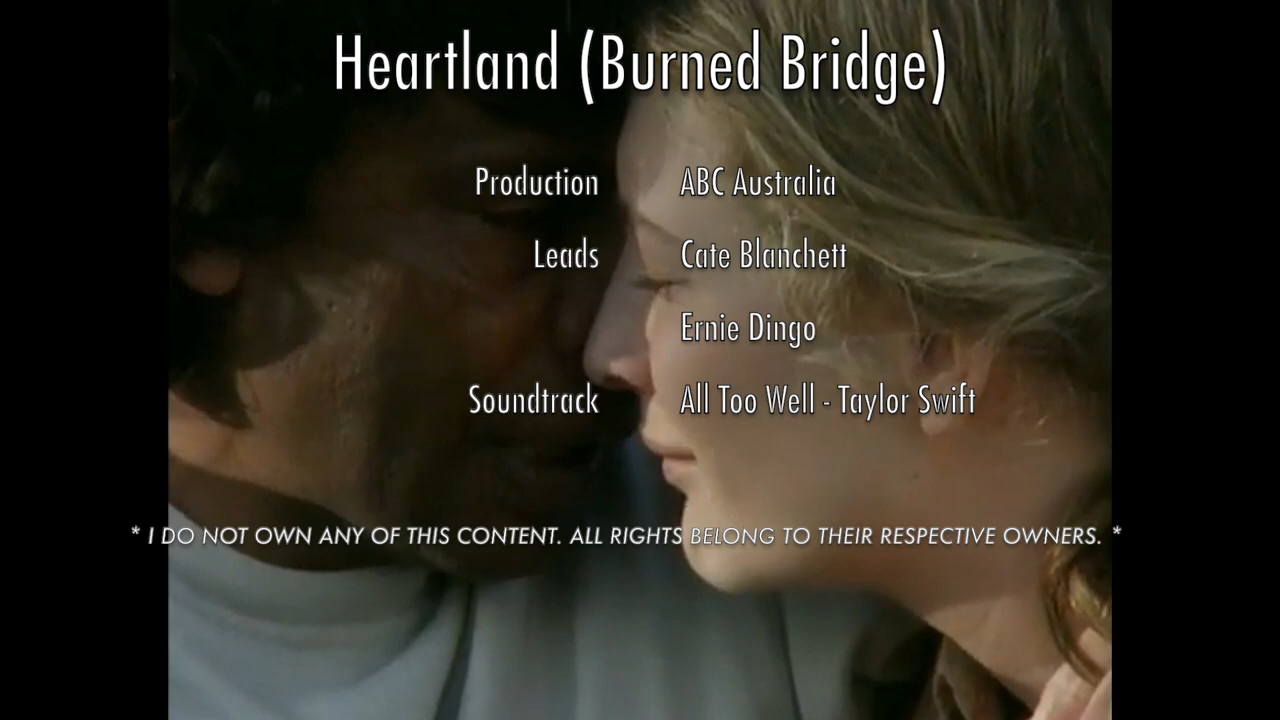 Heartland (Burned Bridge)
Production ABC Australia
Leads Cate Blanchett
Ernie Dingo
Soundtrack All Too Well - Taylor Swift
* I DO NOT OWN ANY OF THIS CONTENT. ALL RIGHTS BELONG TO THEIR RESPECTIVE OWNERS. *